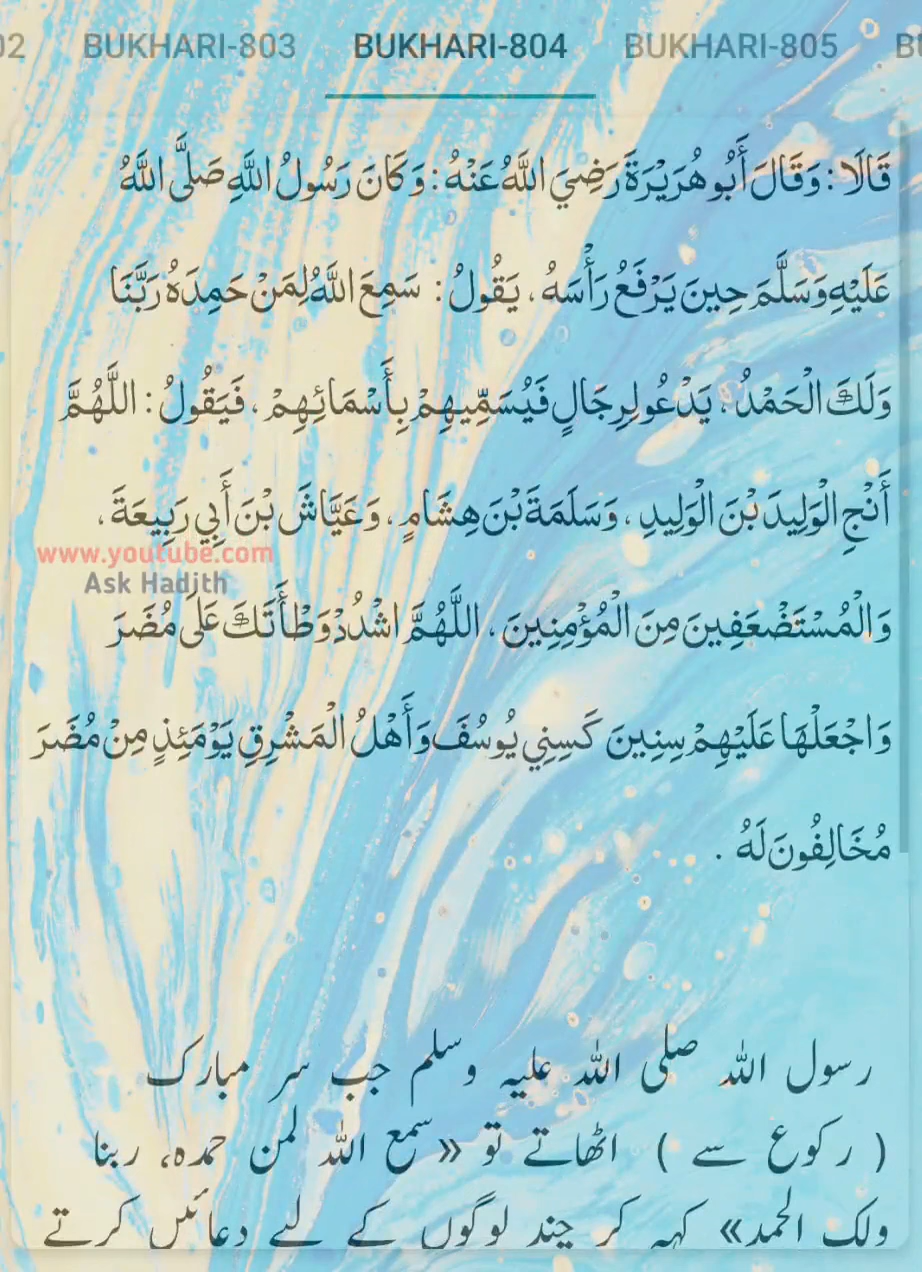 02 BUKHARI-803 BUKHARI-804 BUKHARI-805 B
قَالَا : وَقَالَ أَبُو هُرَيْرَةَ رَضِيَ اللَّهُ عَنْهُ : وَكَانَ رَسُولُ اللَّهِ صَلَّى اللَّهُ
عَلَيْهِ وَسَلَّمَ حِينَ يَرْفَعُ رَأْسَهُ ، يَقُولُ : سَمِعَ اللَّهُ لِمَنْ حَمِدَهُ رَبَّنَا
وَلَكَ الْحَمْدُ ، يَدْعُو لِرِجَالٍ فَيُسَمِّيهِمْ بِأَسْمَائِهِمْ ، فَيَقُولُ : اللَّهُمَّ
أَنْجِ الْوَلِيدَ بْنَ الْوَلِيدِ ، وَسَلَمَةَ بْنَ هِشَامٍ ، وَعَيَّاشَ بْنَ أَبِي رَبِيعَةَ ،
www.youtube.com
Ask Hadith
وَالْمُسْتَضْعَفِينَ مِنَ الْمُؤْمِنِينَ ، اللَّهُمَّ اشْدُدْ وَطْأَتَكَ عَلَى مُضَرَ
وَاجْعَلْهَا عَلَيْهِمْ سِنِينَ كَسِنِي يُوسُفَ وَأَهْلُ الْمَشْرِقِ يَوْمَئِذٍ مِنْ مُضَرَ
مُخَالِفُونَ لَهُ .
رسول اللہ صلی اللہ علیہ وسلم جب سر مبارک
( رکوع سے ) اٹھاتے تو «سمع الله لمن حمده، ربنا
ولك الحمد» کہہ کر چند لوگوں کے لیے دعائیں کرتے